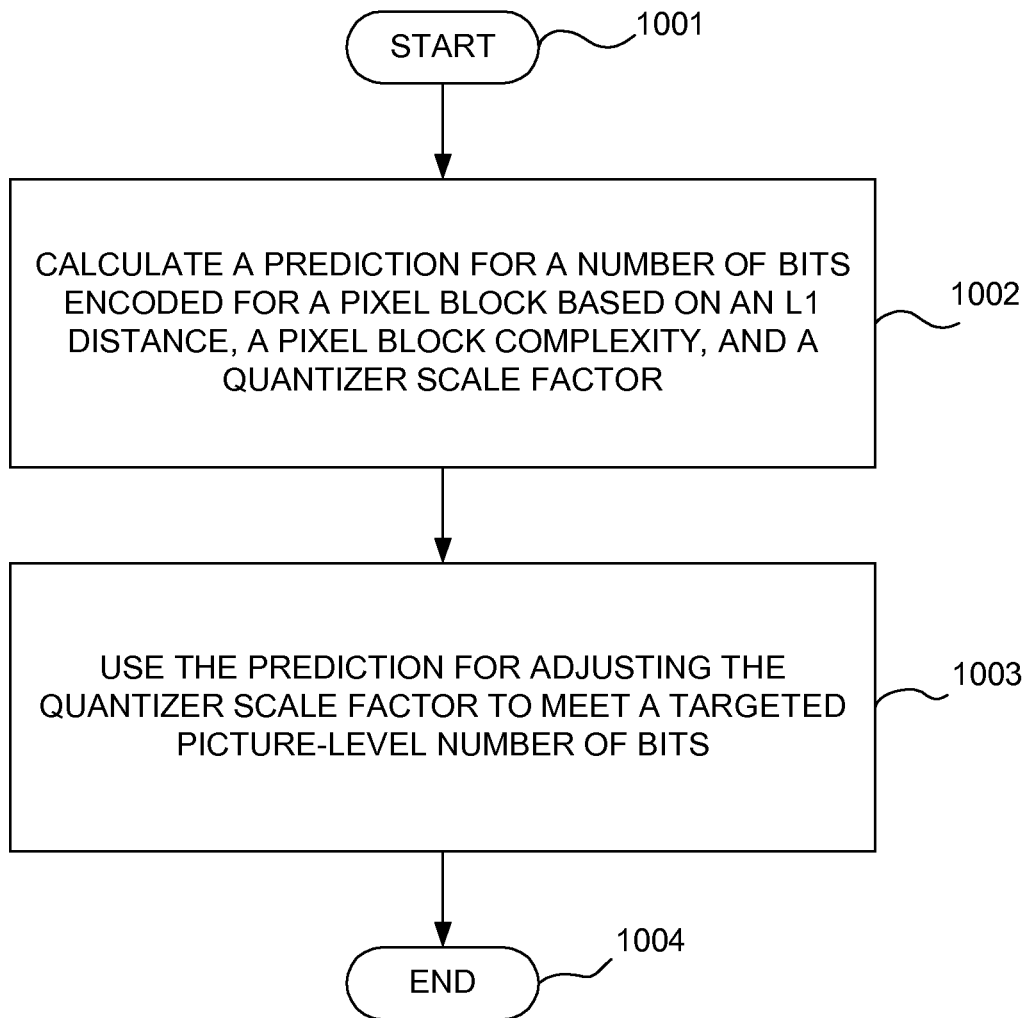 START
1001
CALCULATE A PREDICTION FOR A NUMBER OF BITS
ENCODED FOR A PIXEL BLOCK BASED ON AN L1
DISTANCE, A PIXEL BLOCK COMPLEXITY, AND A
QUANTIZER SCALE FACTOR
1002
USE THE PREDICTION FOR ADJUSTING THE
QUANTIZER SCALE FACTOR TO MEET A TARGETED
PICTURE-LEVEL NUMBER OF BITS
1003
END
1004